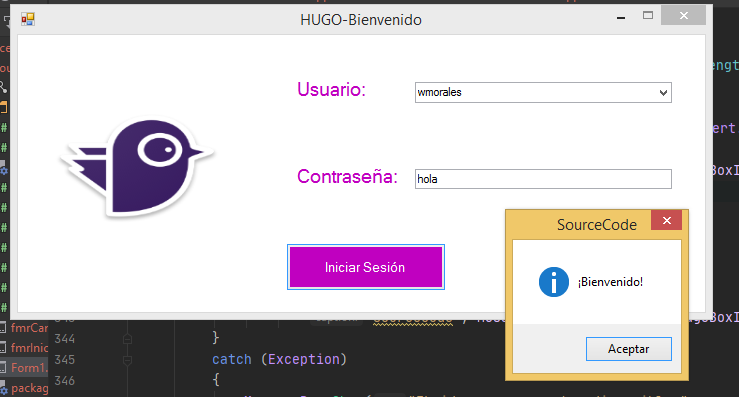 HUGO-Bienvenido
Usuario:
wmorales
Contraseña:
hola
Iniciar Sesión
SourceCode
¡Bienvenido!
Aceptar
344
}
345
catch (Exception)
346
{
fmrCar
fmrInic
Form1.
package